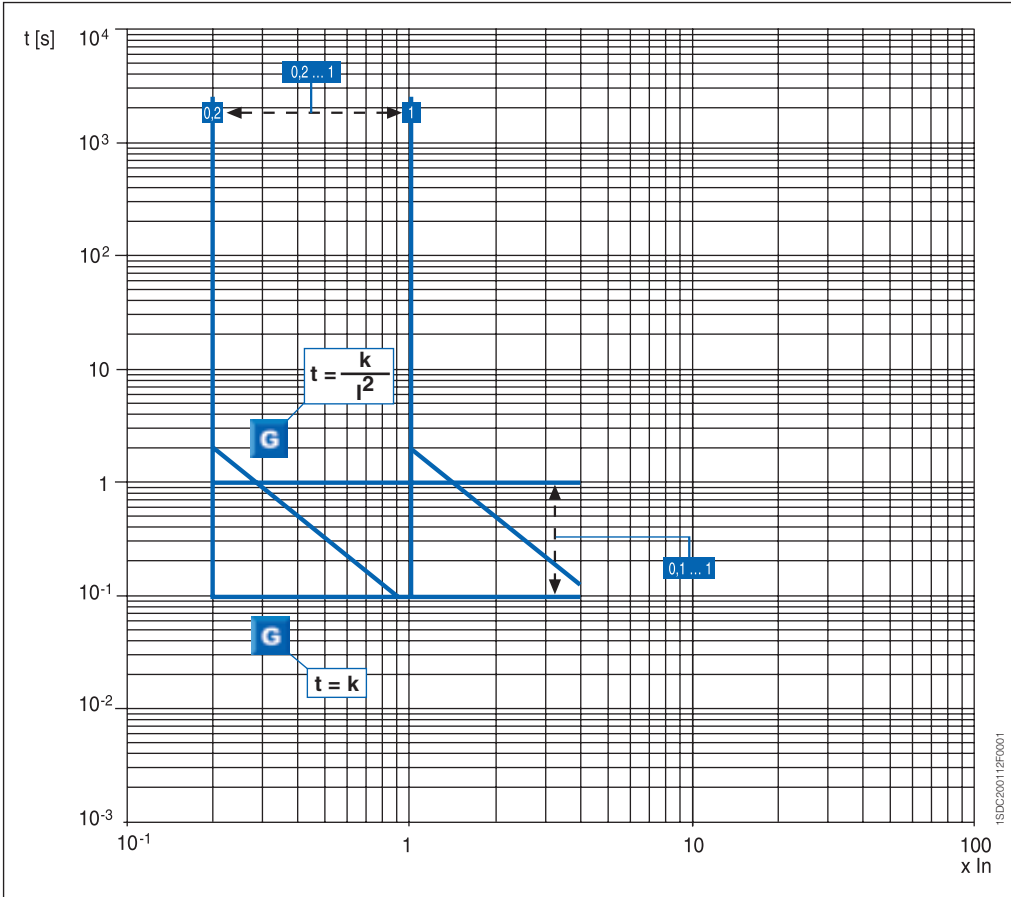 t [s]
10⁴
0,2 ... 1
0,2
1
10³
10²
t = k / I²
10
G
1
0,1 ... 1
10⁻¹
G
t = k
10⁻²
10⁻³
10⁻¹
1
10
100
x In
1SDC200112F0001